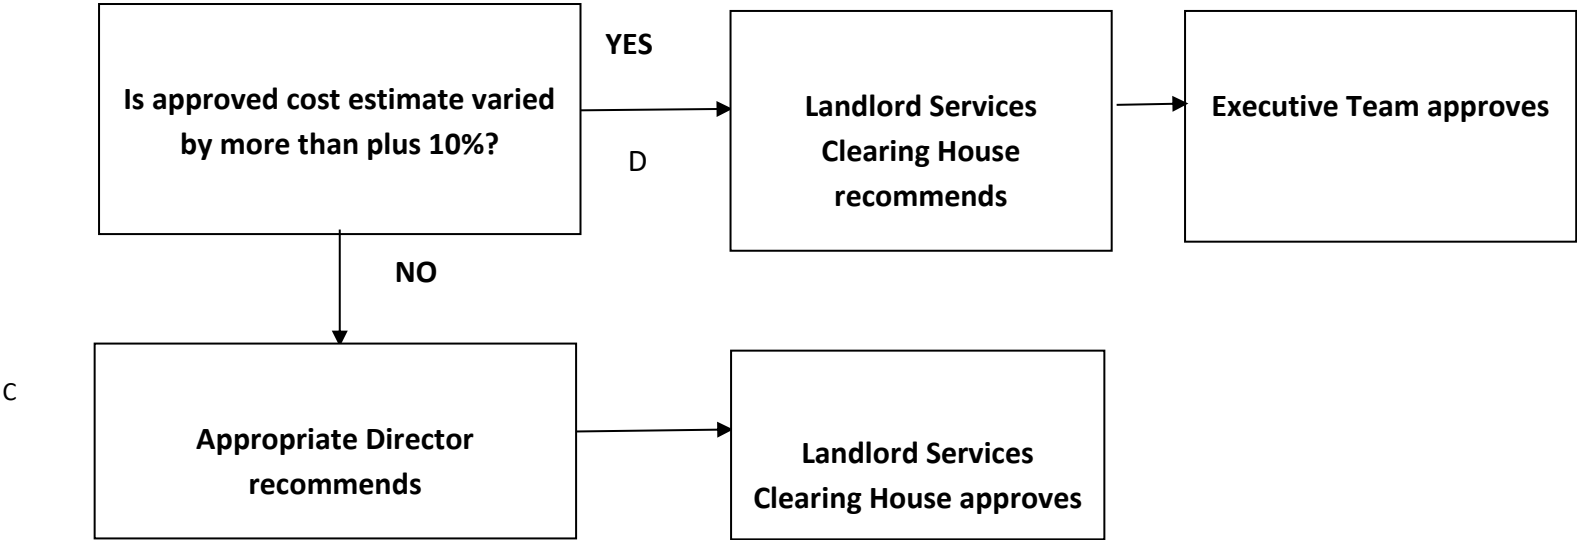 Is approved cost estimate varied
by more than plus 10%?
YES
D
Landlord Services
Clearing House
recommends
Executive Team approves
NO
C
Appropriate Director
recommends
Landlord Services
Clearing House approves